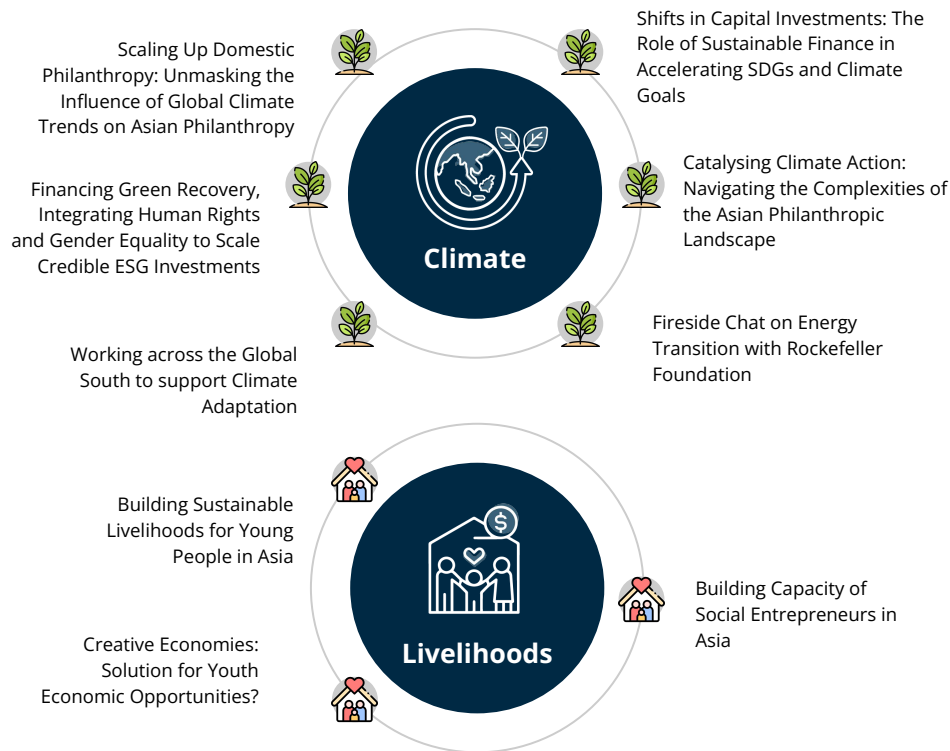 Scaling Up Domestic
Philanthropy: Unmasking the
Influence of Global Climate
Trends on Asian Philanthropy
Shifts in Capital Investments: The
Role of Sustainable Finance in
Accelerating SDGs and Climate
Goals
Financing Green Recovery,
Integrating Human Rights
and Gender Equality to Scale
Credible ESG Investments
Climate
Catalysing Climate Action:
Navigating the Complexities of
the Asian Philanthropic
Landscape
Working across the Global
South to support Climate
Adaptation
Fireside Chat on Energy
Transition with Rockefeller
Foundation
Building Sustainable
Livelihoods for Young
People in Asia
$
Livelihoods
Building Capacity of
Social Entrepreneurs in
Asia
Creative Economies:
Solution for Youth
Economic Opportunities?